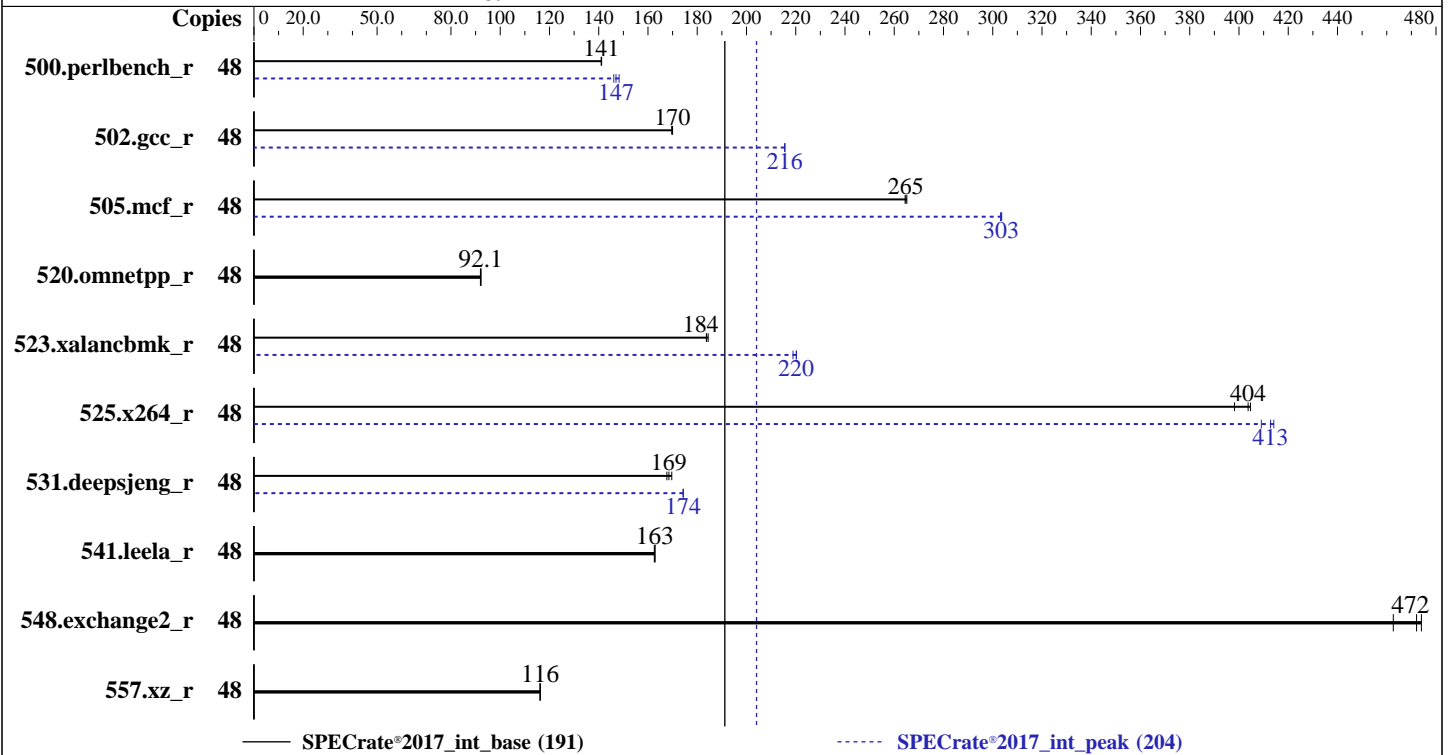 Copies 0 20.0 50.0 80.0 100 120 140 160 180 200 220 240 260 280 300 320 340 360 380 400 420 440 480
141
500.perlbench_r 48
147
170
502.gcc_r 48
216
265
505.mcf_r 48
303
92.1
520.omnetpp_r 48
184
523.xalancbmk_r 48
220
404
525.x264_r 48
413
169
531.deepsjeng_r 48
174
163
541.leela_r 48
472
548.exchange2_r 48
116
557.xz_r 48
SPECrate®2017_int_base (191) SPECrate®2017_int_peak (204)